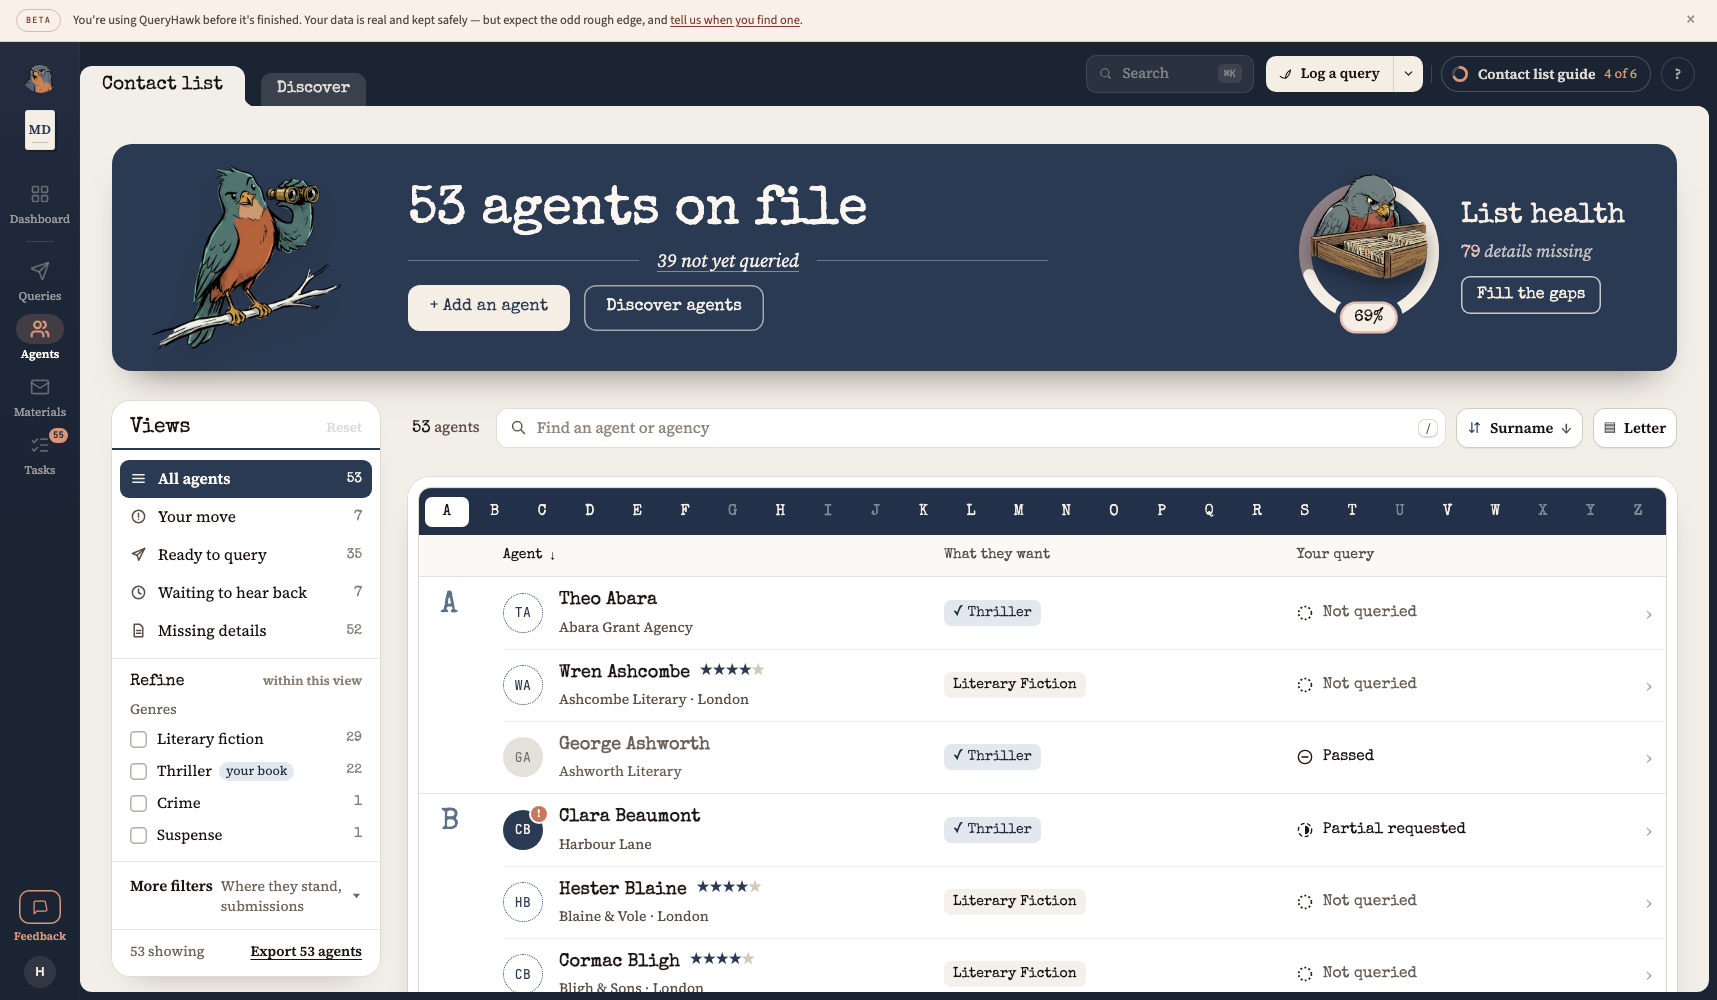 BETA You're using QueryHawk before it's finished. Your data is real and kept safely — but expect the odd rough edge, and tell us when you find one. ×
Contact list
Discover
Search ⌘K
Log a query
Contact list guide 4 of 6
?
MD
Dashboard
Queries
Agents
Materials
55
Tasks
Feedback
H
53 agents on file
39 not yet queried
+ Add an agent
Discover agents
69%
List health
79 details missing
Fill the gaps
Views Reset
All agents 53
Your move 7
Ready to query 35
Waiting to hear back 7
Missing details 52
Refine within this view
Genres
Literary fiction 29
Thriller your book 22
Crime 1
Suspense 1
More filters Where they stand,
submissions
53 showing Export 53 agents
53 agents
Find an agent or agency /
Surname ↓
Letter
A B C D E F G H I J K L M N O P Q R S T U V W X Y Z
Agent ↓ What they want Your query
A
TA Theo Abara ✓ Thriller Not queried
Abara Grant Agency
WA Wren Ashcombe ★★★★★ Literary Fiction Not queried
Ashcombe Literary · London
GA George Ashworth ✓ Thriller Passed
Ashworth Literary
B
CB ! Clara Beaumont ✓ Thriller Partial requested
Harbour Lane
HB Hester Blaine ★★★★★ Literary Fiction Not queried
Blaine & Vole · London
CB Cormac Bligh ★★★★★ Literary Fiction Not queried
Bligh & Sons · London